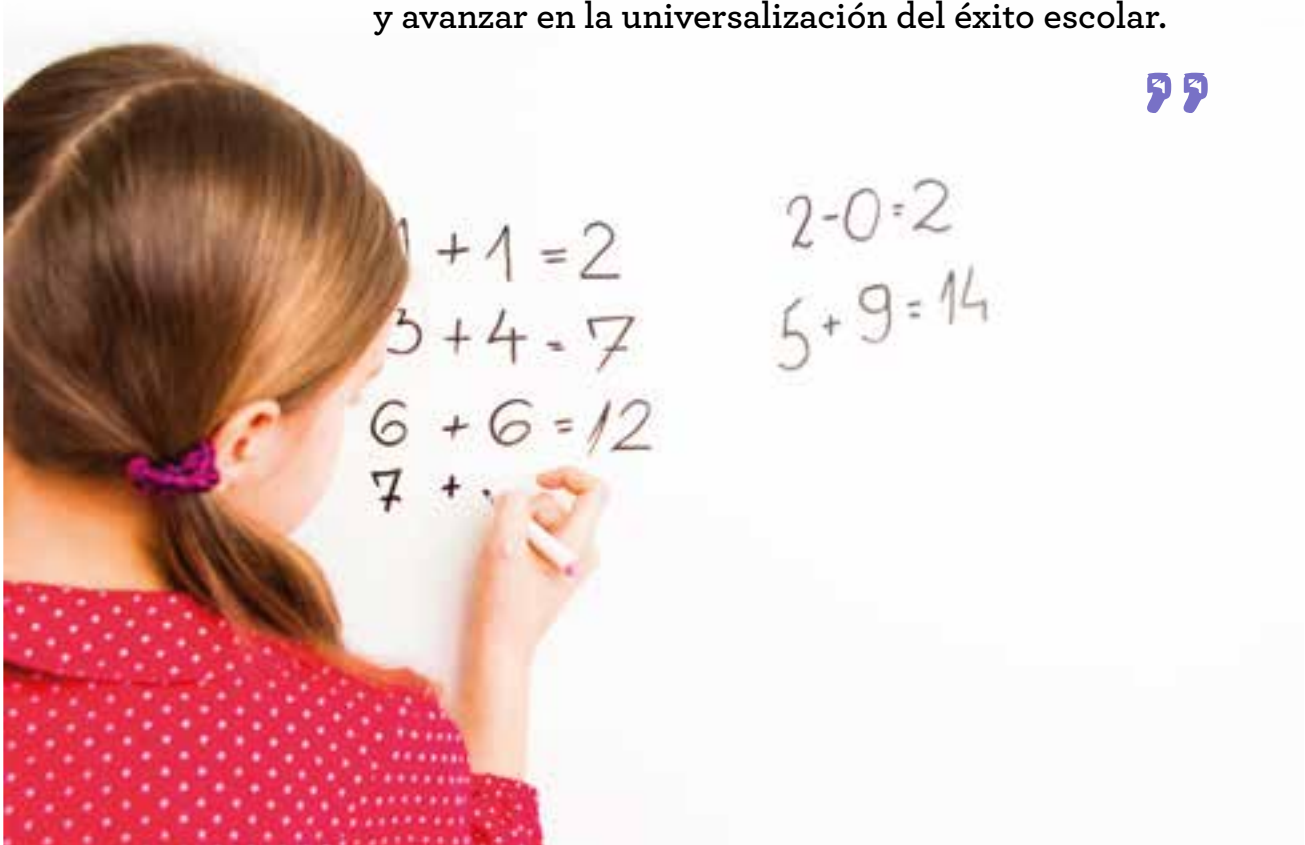 y avanzar en la universalización del éxito escolar.
”
1 + 1 = 2
3 + 4 = 7
6 + 6 = 12
7 +
2-0=2
5+9=14